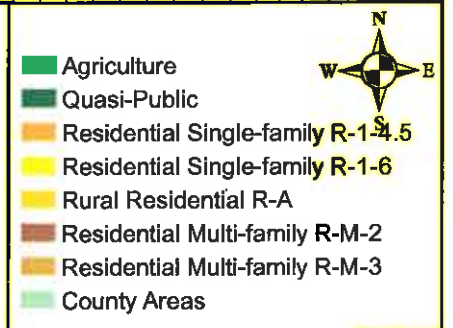 N
W E
S
Agriculture
Quasi-Public
Residential Single-family R-1-4.5
Residential Single-family R-1-6
Rural Residential R-A
Residential Multi-family R-M-2
Residential Multi-family R-M-3
County Areas